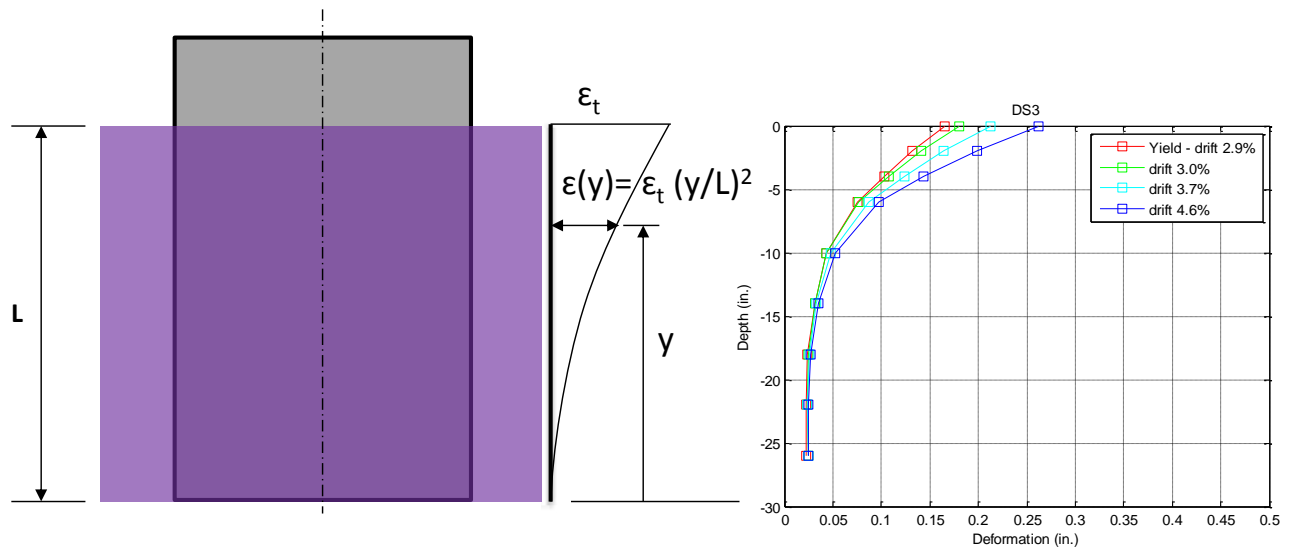 L
εₜ
ε(y)= εₜ (y/L)²
y
DS3
Yield - drift 2.9%
drift 3.0%
drift 3.7%
drift 4.6%
0
-5
-10
-15
-20
-25
-30
Depth (in.)
0 0.05 0.1 0.15 0.2 0.25 0.3 0.35 0.4 0.45 0.5
Deformation (in.)